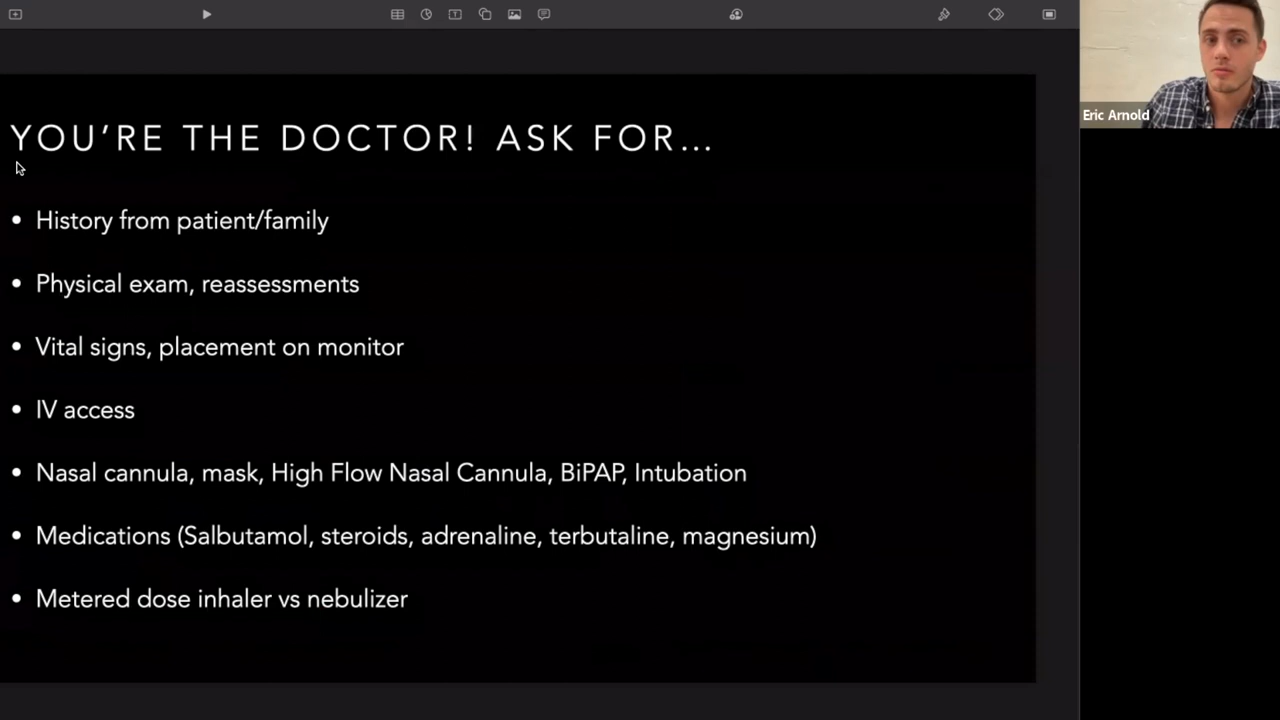 YOU'RE THE DOCTOR! ASK FOR…
Eric Arnold
• History from patient/family
• Physical exam, reassessments
• Vital signs, placement on monitor
• IV access
• Nasal cannula, mask, High Flow Nasal Cannula, BiPAP, Intubation
• Medications (Salbutamol, steroids, adrenaline, terbutaline, magnesium)
• Metered dose inhaler vs nebulizer